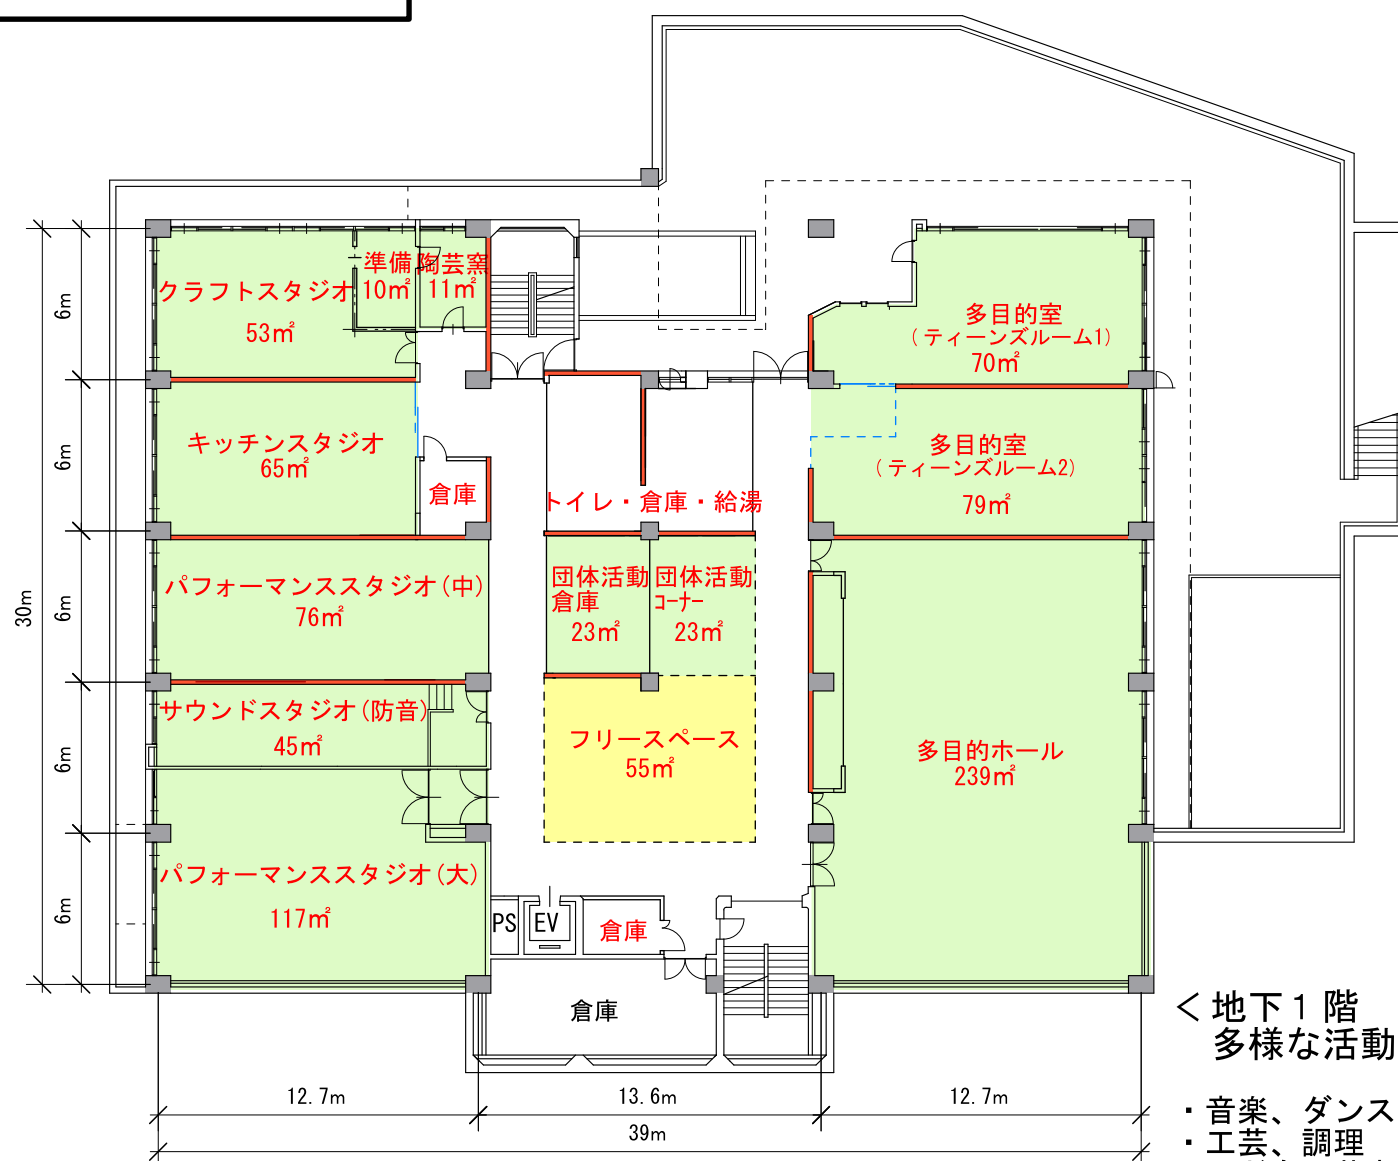 準備
10㎡
陶芸窯
11㎡
クラフトスタジオ
53㎡
多目的室
(ティーンズルーム1)
70㎡
キッチンスタジオ
65㎡
倉庫
トイレ・倉庫・給湯
多目的室
(ティーンズルーム2)
79㎡
パフォーマンススタジオ(中)
76㎡
団体活動
倉庫
23㎡
団体活動
コーナー
23㎡
サウンドスタジオ(防音)
45㎡
フリースペース
55㎡
多目的ホール
239㎡
パフォーマンススタジオ(大)
117㎡
PS
EV
倉庫
倉庫
6m
6m
6m
6m
6m
30m
12.7m
13.6m
12.7m
39m
<地下1階
多様な活動
・音楽、ダンス
・工芸、調理